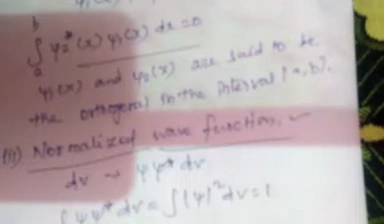 ∫ₐᵇ ψ₂*(x) ψ₁(x) dx = 0
ψ₁(x) and ψ₂(x) are said to be
the orthogonal in the interval (a, b).
(ii) Normalized wave function. ✓
dv → ψψ* dv
∫ψψ* dv = ∫|ψ|² dv = 1